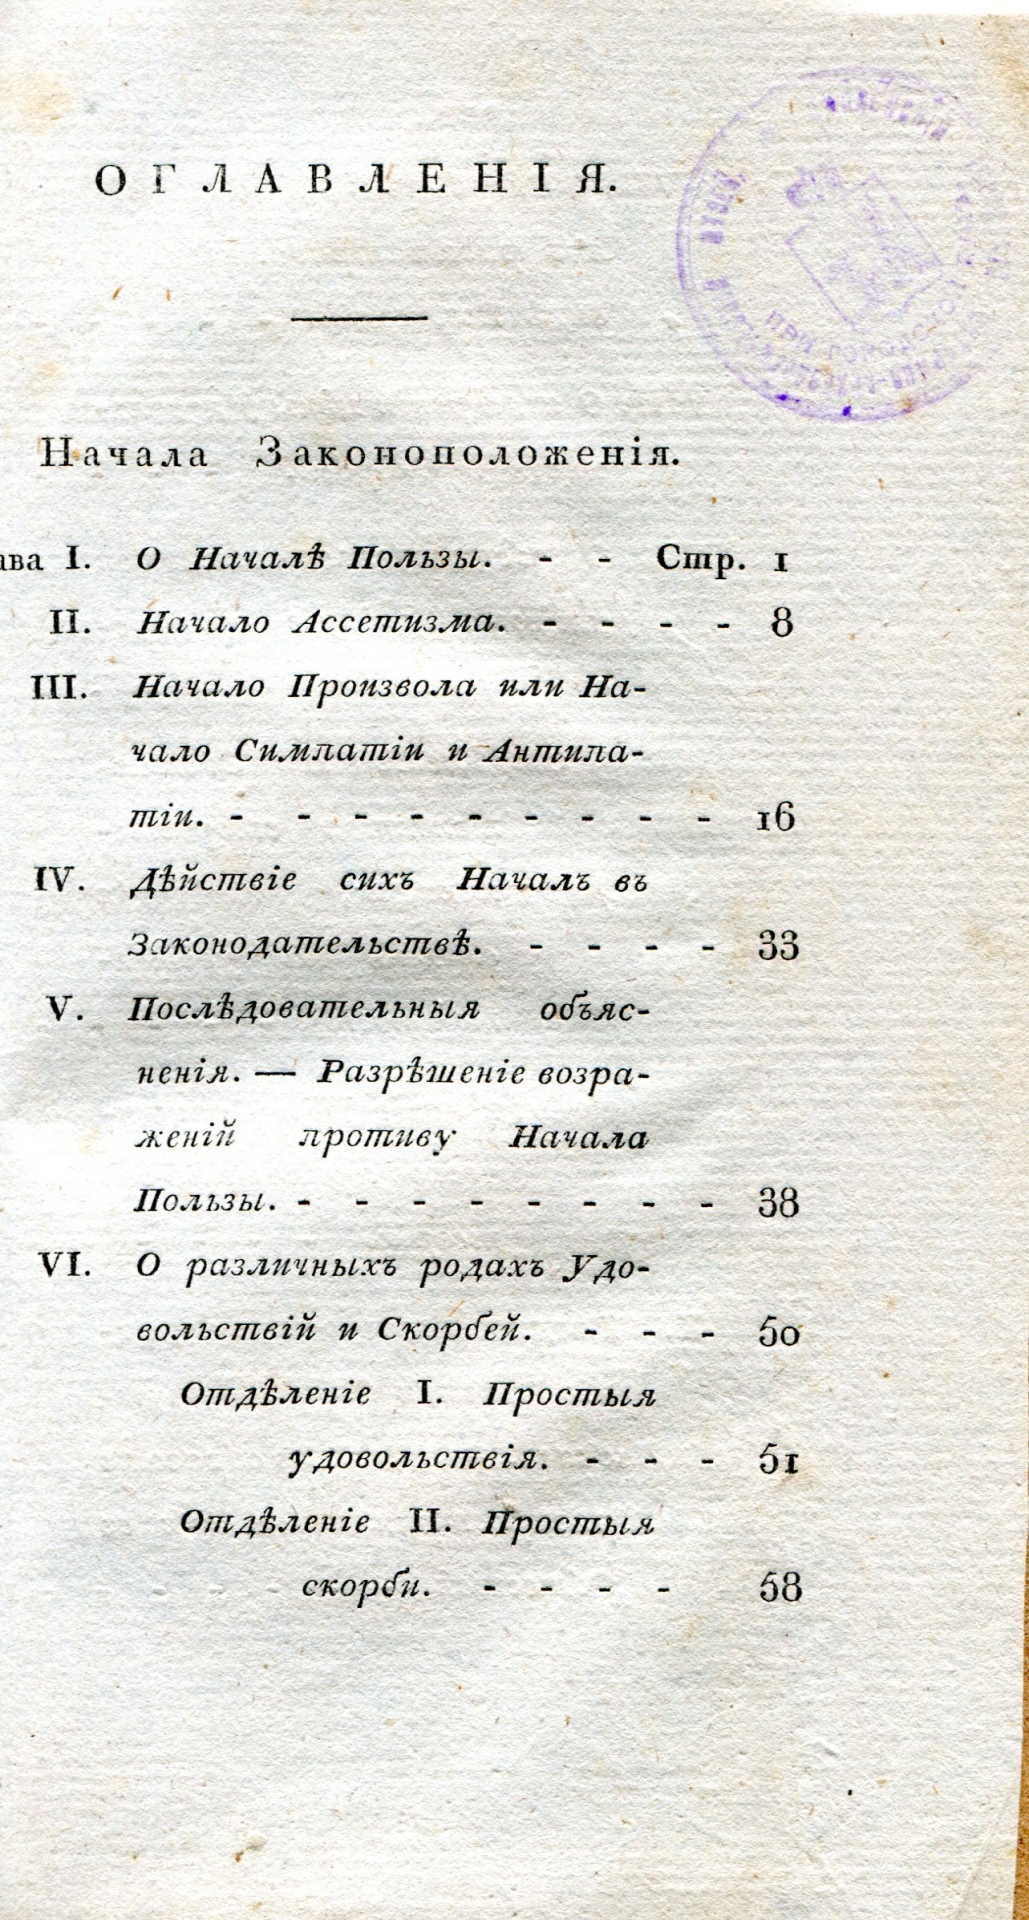 ОГЛАВЛЕНІЯ.
Начала Законоположенія.
ава I. О Началѣ Пользы. - - Стр. 1
II. Начало Ассетизма. - - - - 8
III. Начало Произвола или На-
чало Симпатіи и Антипа-
тіи. - - - - - - - - - 16
IV. Дѣйствіе сихъ Началъ въ
Законодательствѣ. - - - - 33
V. Послѣдовательныя объяс-
ненія. — Разрѣшеніе возра-
женій противу Начала
Пользы. - - - - - - - - 38
VI. О различныхъ родахъ Удо-
вольствій и Скорбей. - - - 50
Отдѣленіе I. Простыя
удовольствія. - - - 51
Отдѣленіе II. Простыя
скорби. - - - - 58
ПРИ ГОРОДСКОЙ